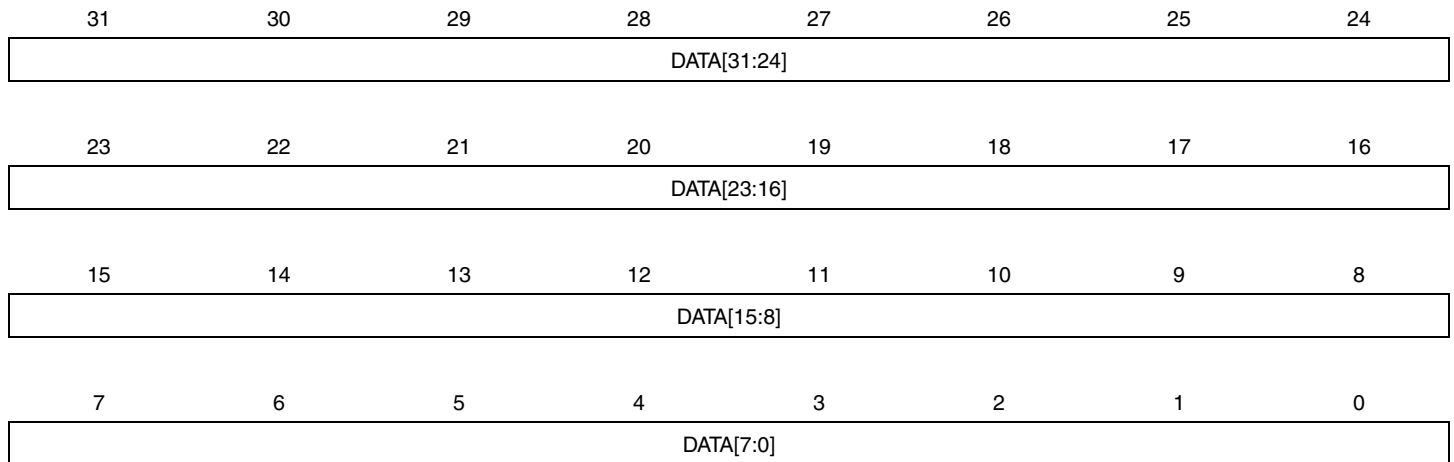 31 30 29 28 27 26 25 24
DATA[31:24]
23 22 21 20 19 18 17 16
DATA[23:16]
15 14 13 12 11 10 9 8
DATA[15:8]
7 6 5 4 3 2 1 0
DATA[7:0]